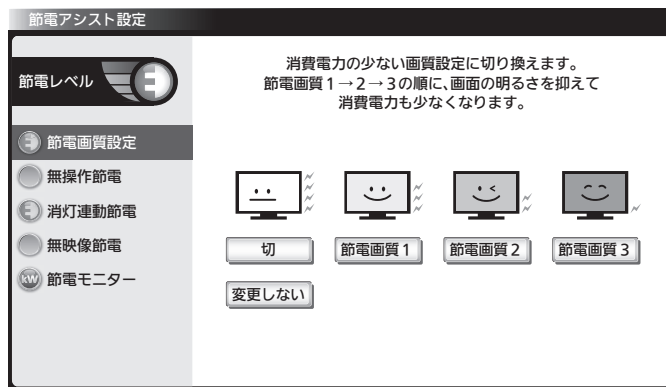 節電アシスト設定
節電レベル
E
消費電力の少ない画質設定に切り換えます。
節電画質1→2→3の順に、画面の明るさを抑えて
消費電力も少なくなります。
E 節電画質設定
無操作節電
E 消灯連動節電
無映像節電
kW 節電モニター
切
節電画質1
節電画質2
節電画質3
変更しない